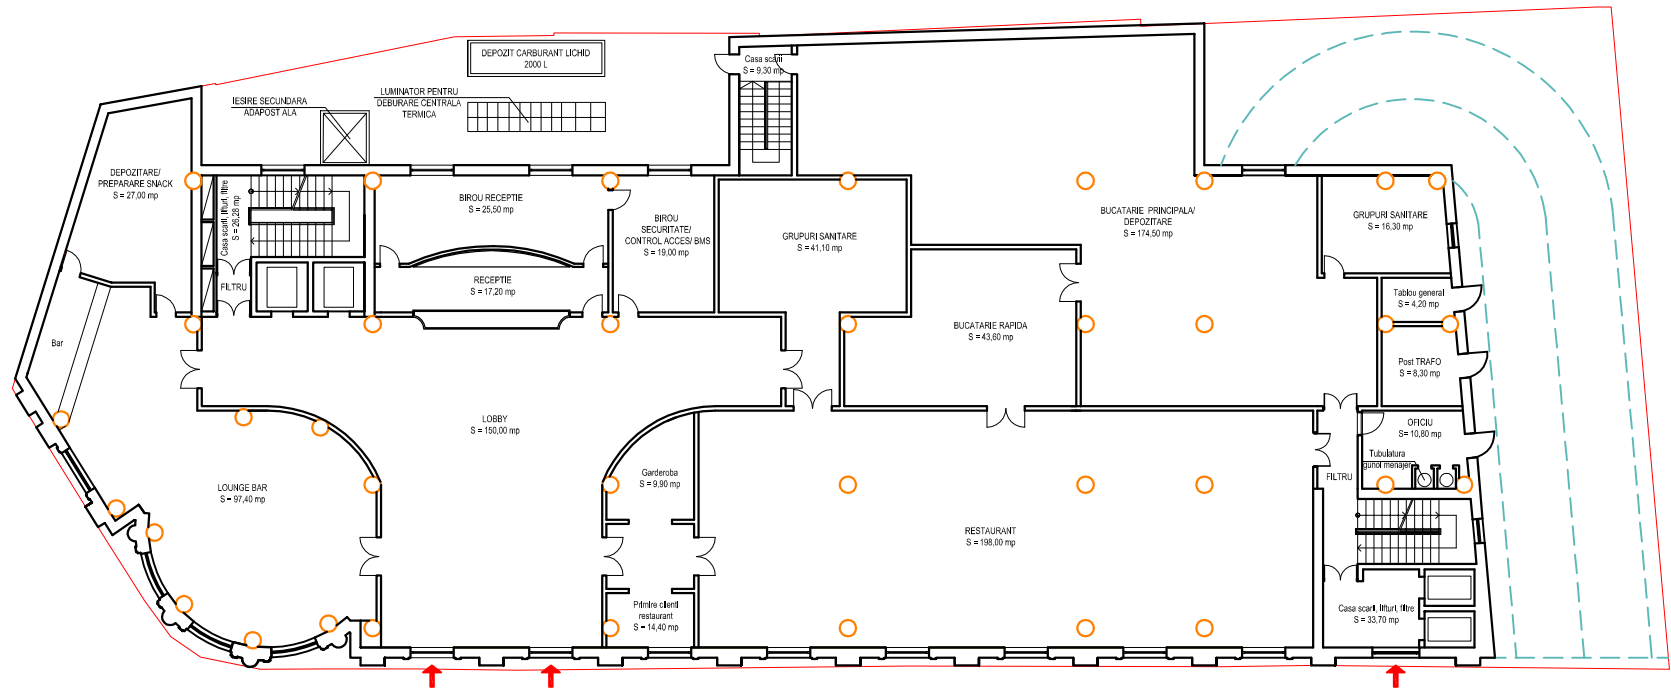 DEPOZIT CARBURANT LICHID
2000 L
IESIRE SECUNDARA
ADAPOST ALA
LUMINATOR PENTRU
DEBURARE CENTRALA
TERMICA
Casa scarii
S = 9,30 mp
DEPOZITARE/
PREPARARE SNACK
S = 27,00 mp
Casa scarii, lifturi, filtre
S = 26,28 mp
BIROU RECEPTIE
S = 25,50 mp
BIROU
SECURITATE/
CONTROL ACCES/ BMS
S = 19,00 mp
GRUPURI SANITARE
S = 41,10 mp
BUCATARIE PRINCIPALA/
DEPOZITARE
S = 174,50 mp
GRUPURI SANITARE
S = 16,30 mp
FILTRU
RECEPTIE
S = 17,20 mp
Tablou general
S = 4,20 mp
BUCATARIE RAPIDA
S = 43,60 mp
Bar
Post TRAFO
S = 8,30 mp
LOBBY
S = 150,00 mp
OFICIU
S= 10,80 mp
Tubulatura
gunoi menajer
FILTRU
Garderoba
S = 9,90 mp
LOUNGE BAR
S = 97,40 mp
RESTAURANT
S = 198,00 mp
Primire clienti
restaurant
S = 14,40 mp
Casa scarii, lifturi, filtre
S = 33,70 mp